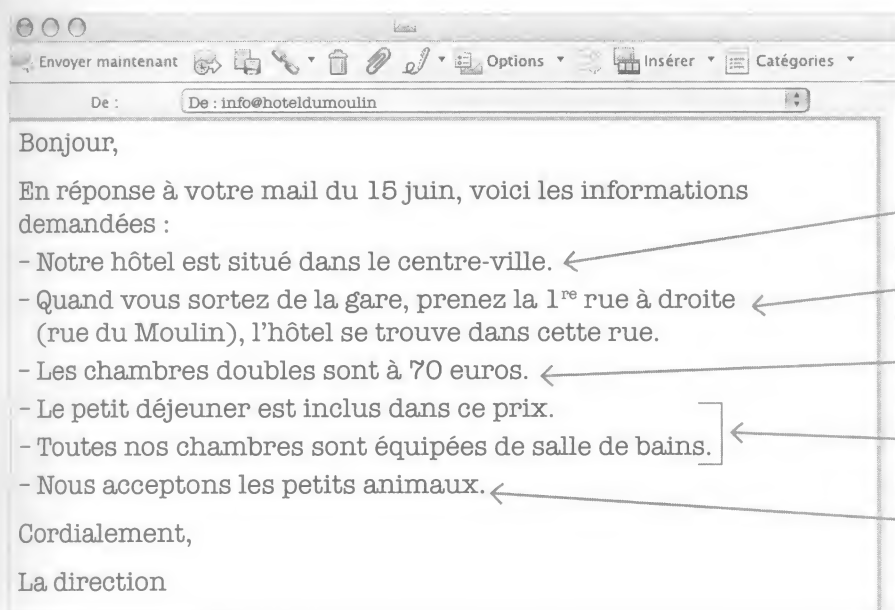 Envoyer maintenant Options Insérer Catégories
De : De : info@hoteldumoulin
Bonjour,
En réponse à votre mail du 15 juin, voici les informations
demandées :
- Notre hôtel est situé dans le centre-ville.
- Quand vous sortez de la gare, prenez la 1re rue à droite
(rue du Moulin), l'hôtel se trouve dans cette rue.
- Les chambres doubles sont à 70 euros.
- Le petit déjeuner est inclus dans ce prix.
- Toutes nos chambres sont équipées de salle de bains.
- Nous acceptons les petits animaux.
Cordialement,
La direction